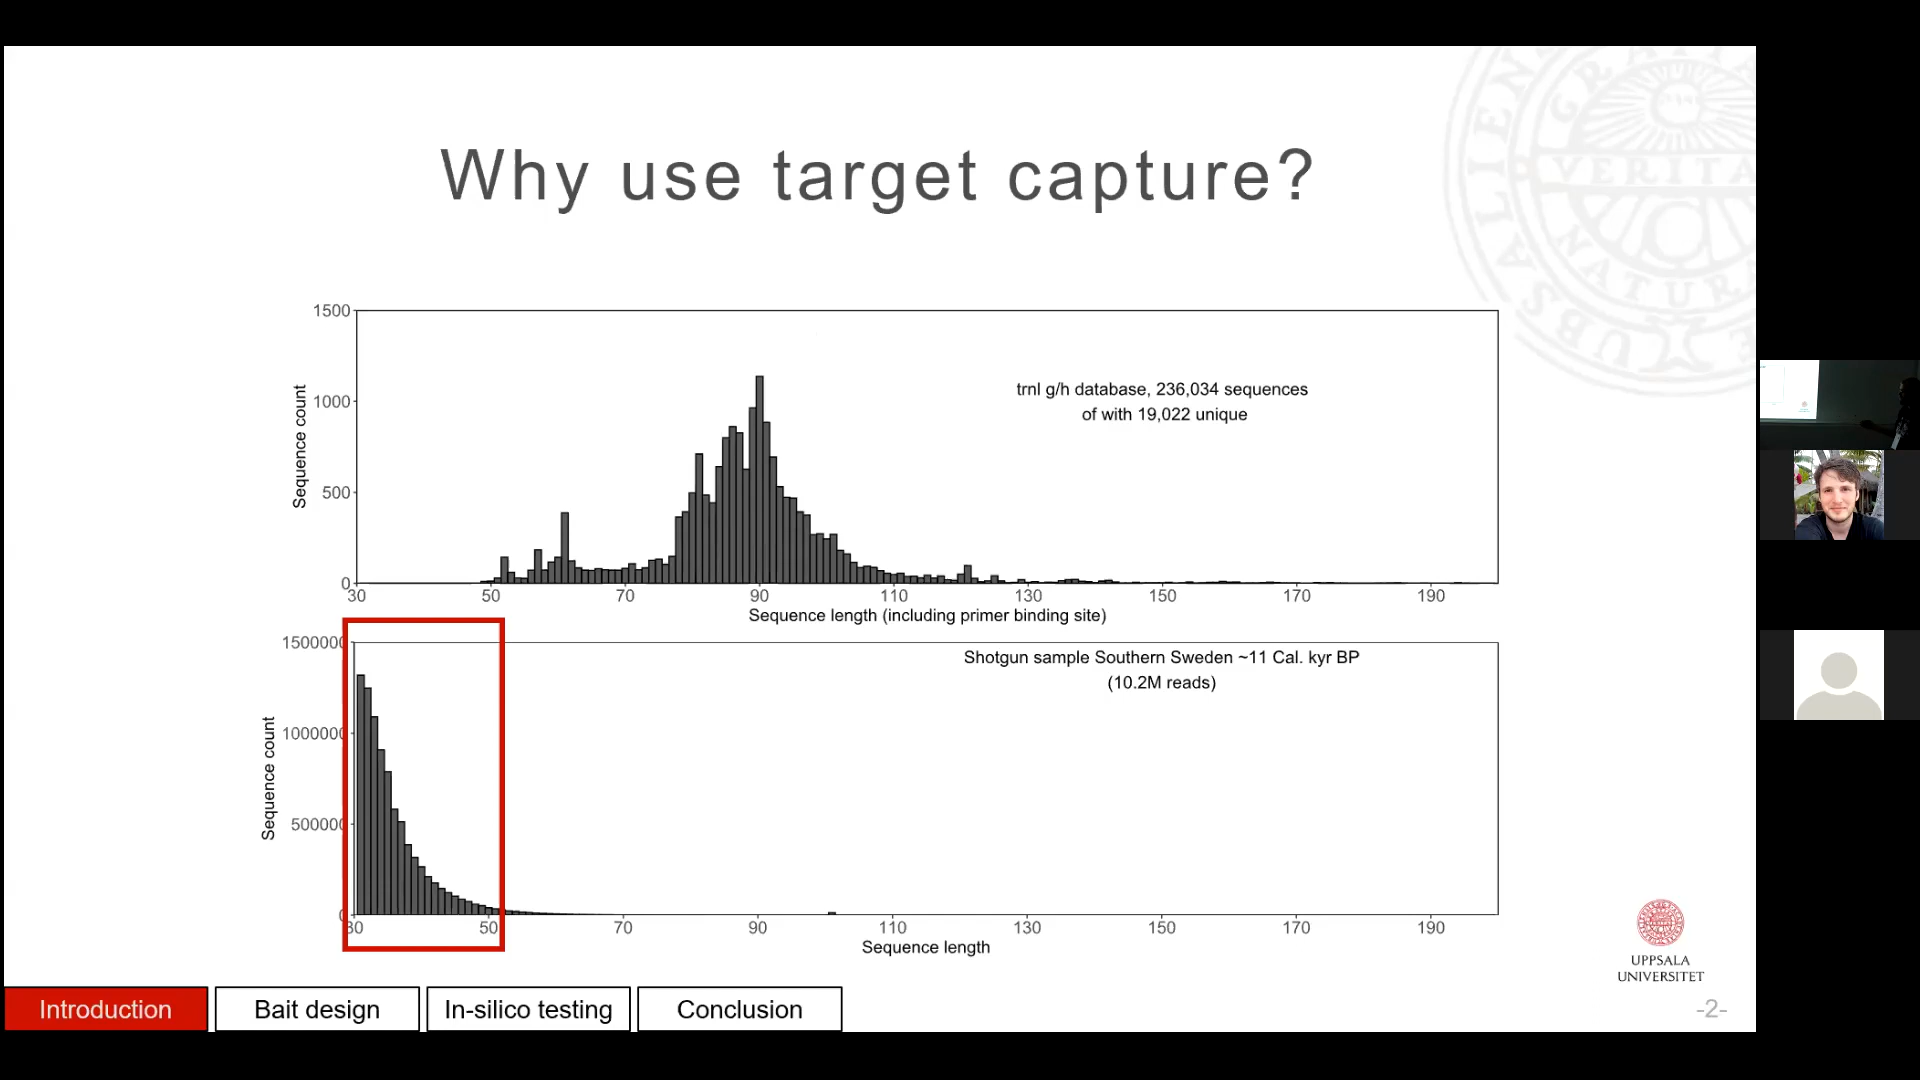 Why use target capture?
1500
1000
500
0
Sequence count
trnl g/h database, 236,034 sequences
of with 19,022 unique
30 50 70 90 110 130 150 170 190
Sequence length (including primer binding site)
1500000
1000000
500000
0
Sequence count
Shotgun sample Southern Sweden ~11 Cal. kyr BP
(10.2M reads)
30 50 70 90 110 130 150 170 190
Sequence length
UPPSALA
UNIVERSITET
Introduction Bait design In-silico testing Conclusion
-2-